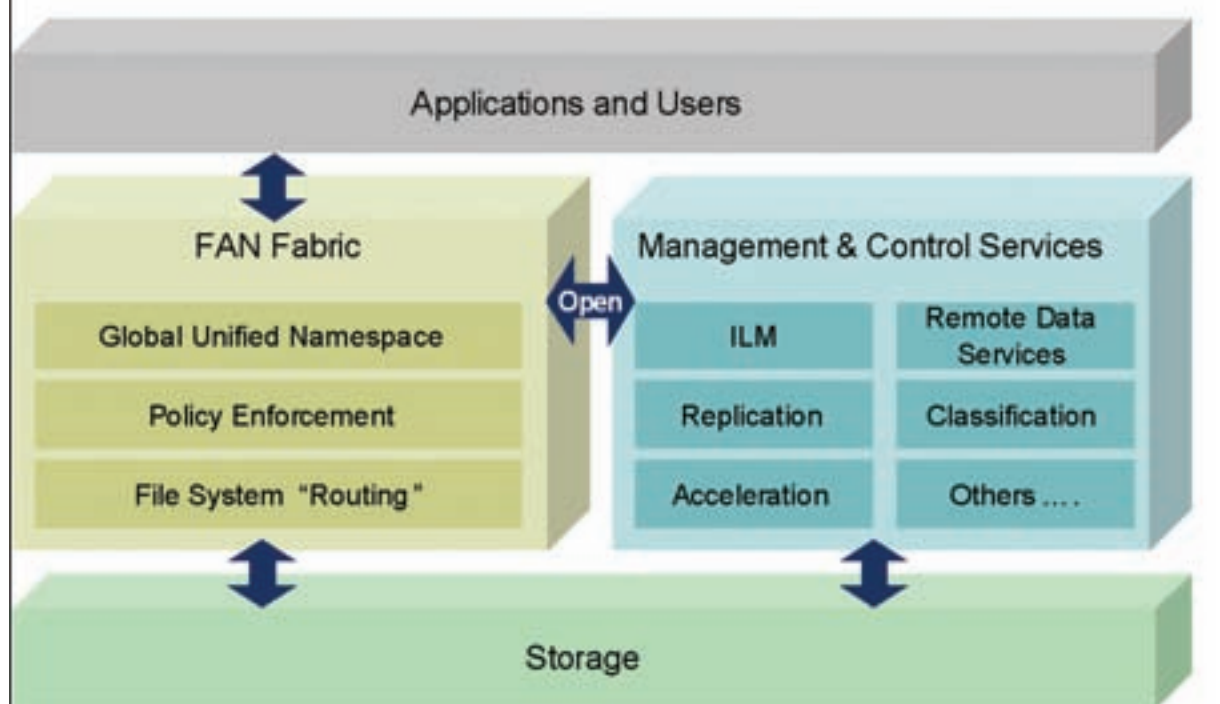 Applications and Users
FAN Fabric
Global Unified Namespace
Policy Enforcement
File System “Routing”
Open
Management & Control Services
ILM
Remote Data
Services
Replication
Classification
Acceleration
Others ....
Storage